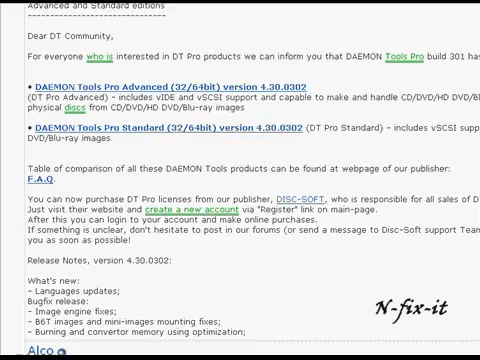 Advanced and Standard editions
------------------------------
Dear DT Community,
For everyone who is interested in DT Pro products we can inform you that DAEMON Tools Pro build 301 has
• DAEMON Tools Pro Advanced (32/64bit) version 4.30.0302
(DT Pro Advanced) - includes vIDE and vSCSI support and capable to make and handle CD/DVD/HD DVD/Bl
physical discs from CD/DVD/HD DVD/Blu-ray images
• DAEMON Tools Pro Standard (32/64bit) version 4.30.0302 (DT Pro Standard) - includes vSCSI supp
DVD/Blu-ray images
Table of comparison of all these DAEMON Tools products can be found at webpage of our publisher:
F.A.Q.
You can now purchase DT Pro licenses from our publisher, DISC-SOFT, who is responsible for all sales of D
Just visit their website and create a new account via "Register" link on main-page.
After this you can login to your account and make online purchases.
If something is unclear, don't hesitate to post in our forums (or send a message to Disc-Soft support Team
you as soon as possible!
Release Notes, version 4.30.0302:
What's new:
- Languages updates;
Bugfix release:
- Image engine fixes;
- B6T images and mini-images mounting fixes;
- Burning and convertor memory using optimization;
N-fix-it
Alco